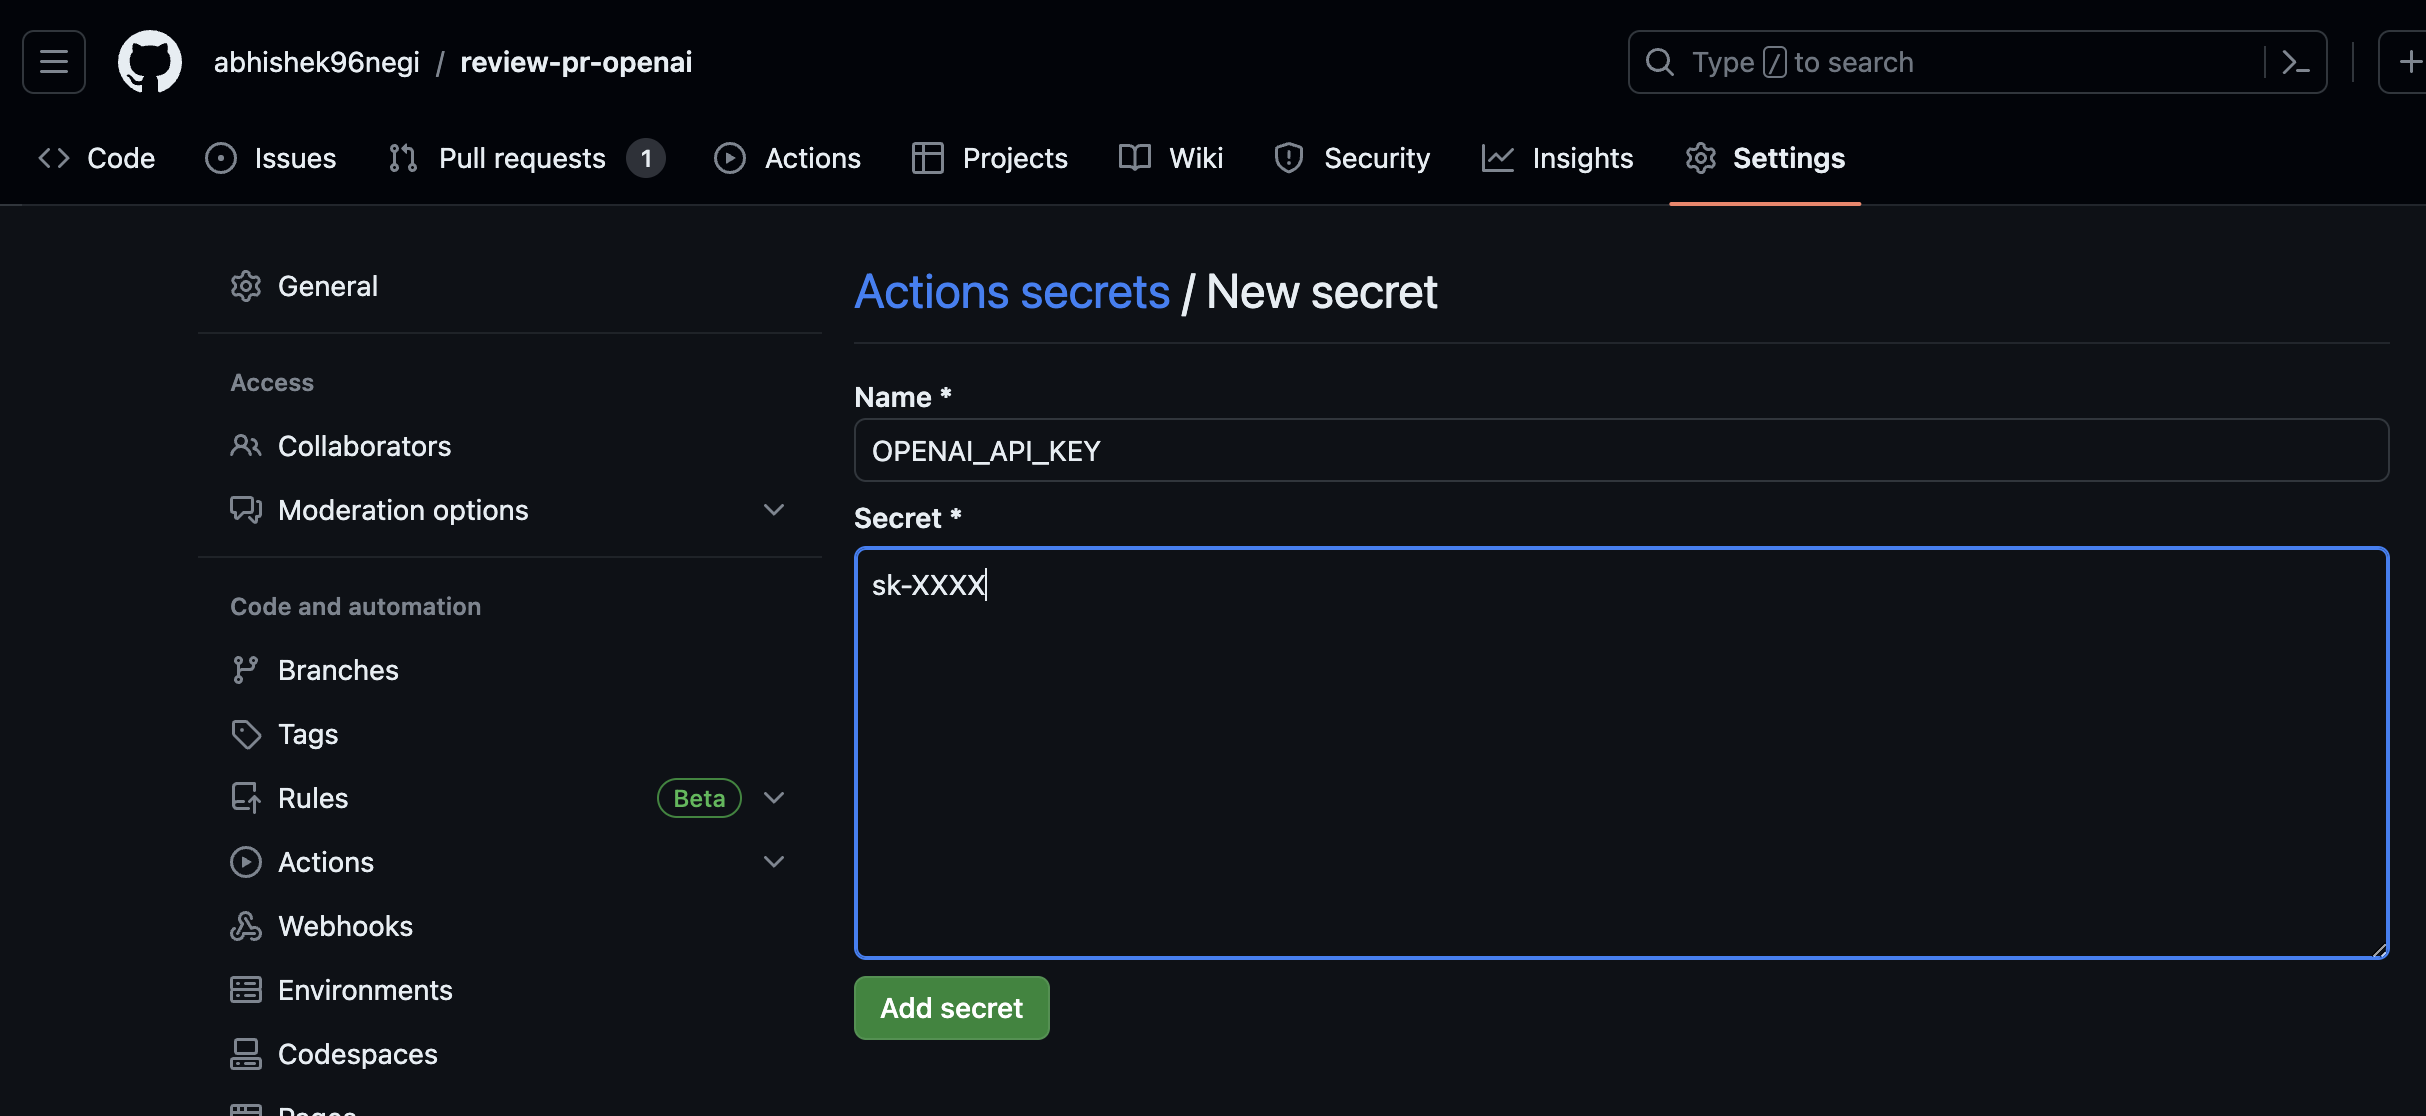 abhishek96negi / review-pr-openai
Type / to search
Code Issues Pull requests 1 Actions Projects Wiki Security Insights Settings
General
Access
Collaborators
Moderation options
Code and automation
Branches
Tags
Rules Beta
Actions
Webhooks
Environments
Codespaces
Pages
Actions secrets / New secret
Name *
OPENAI_API_KEY
Secret *
sk-XXXX
Add secret